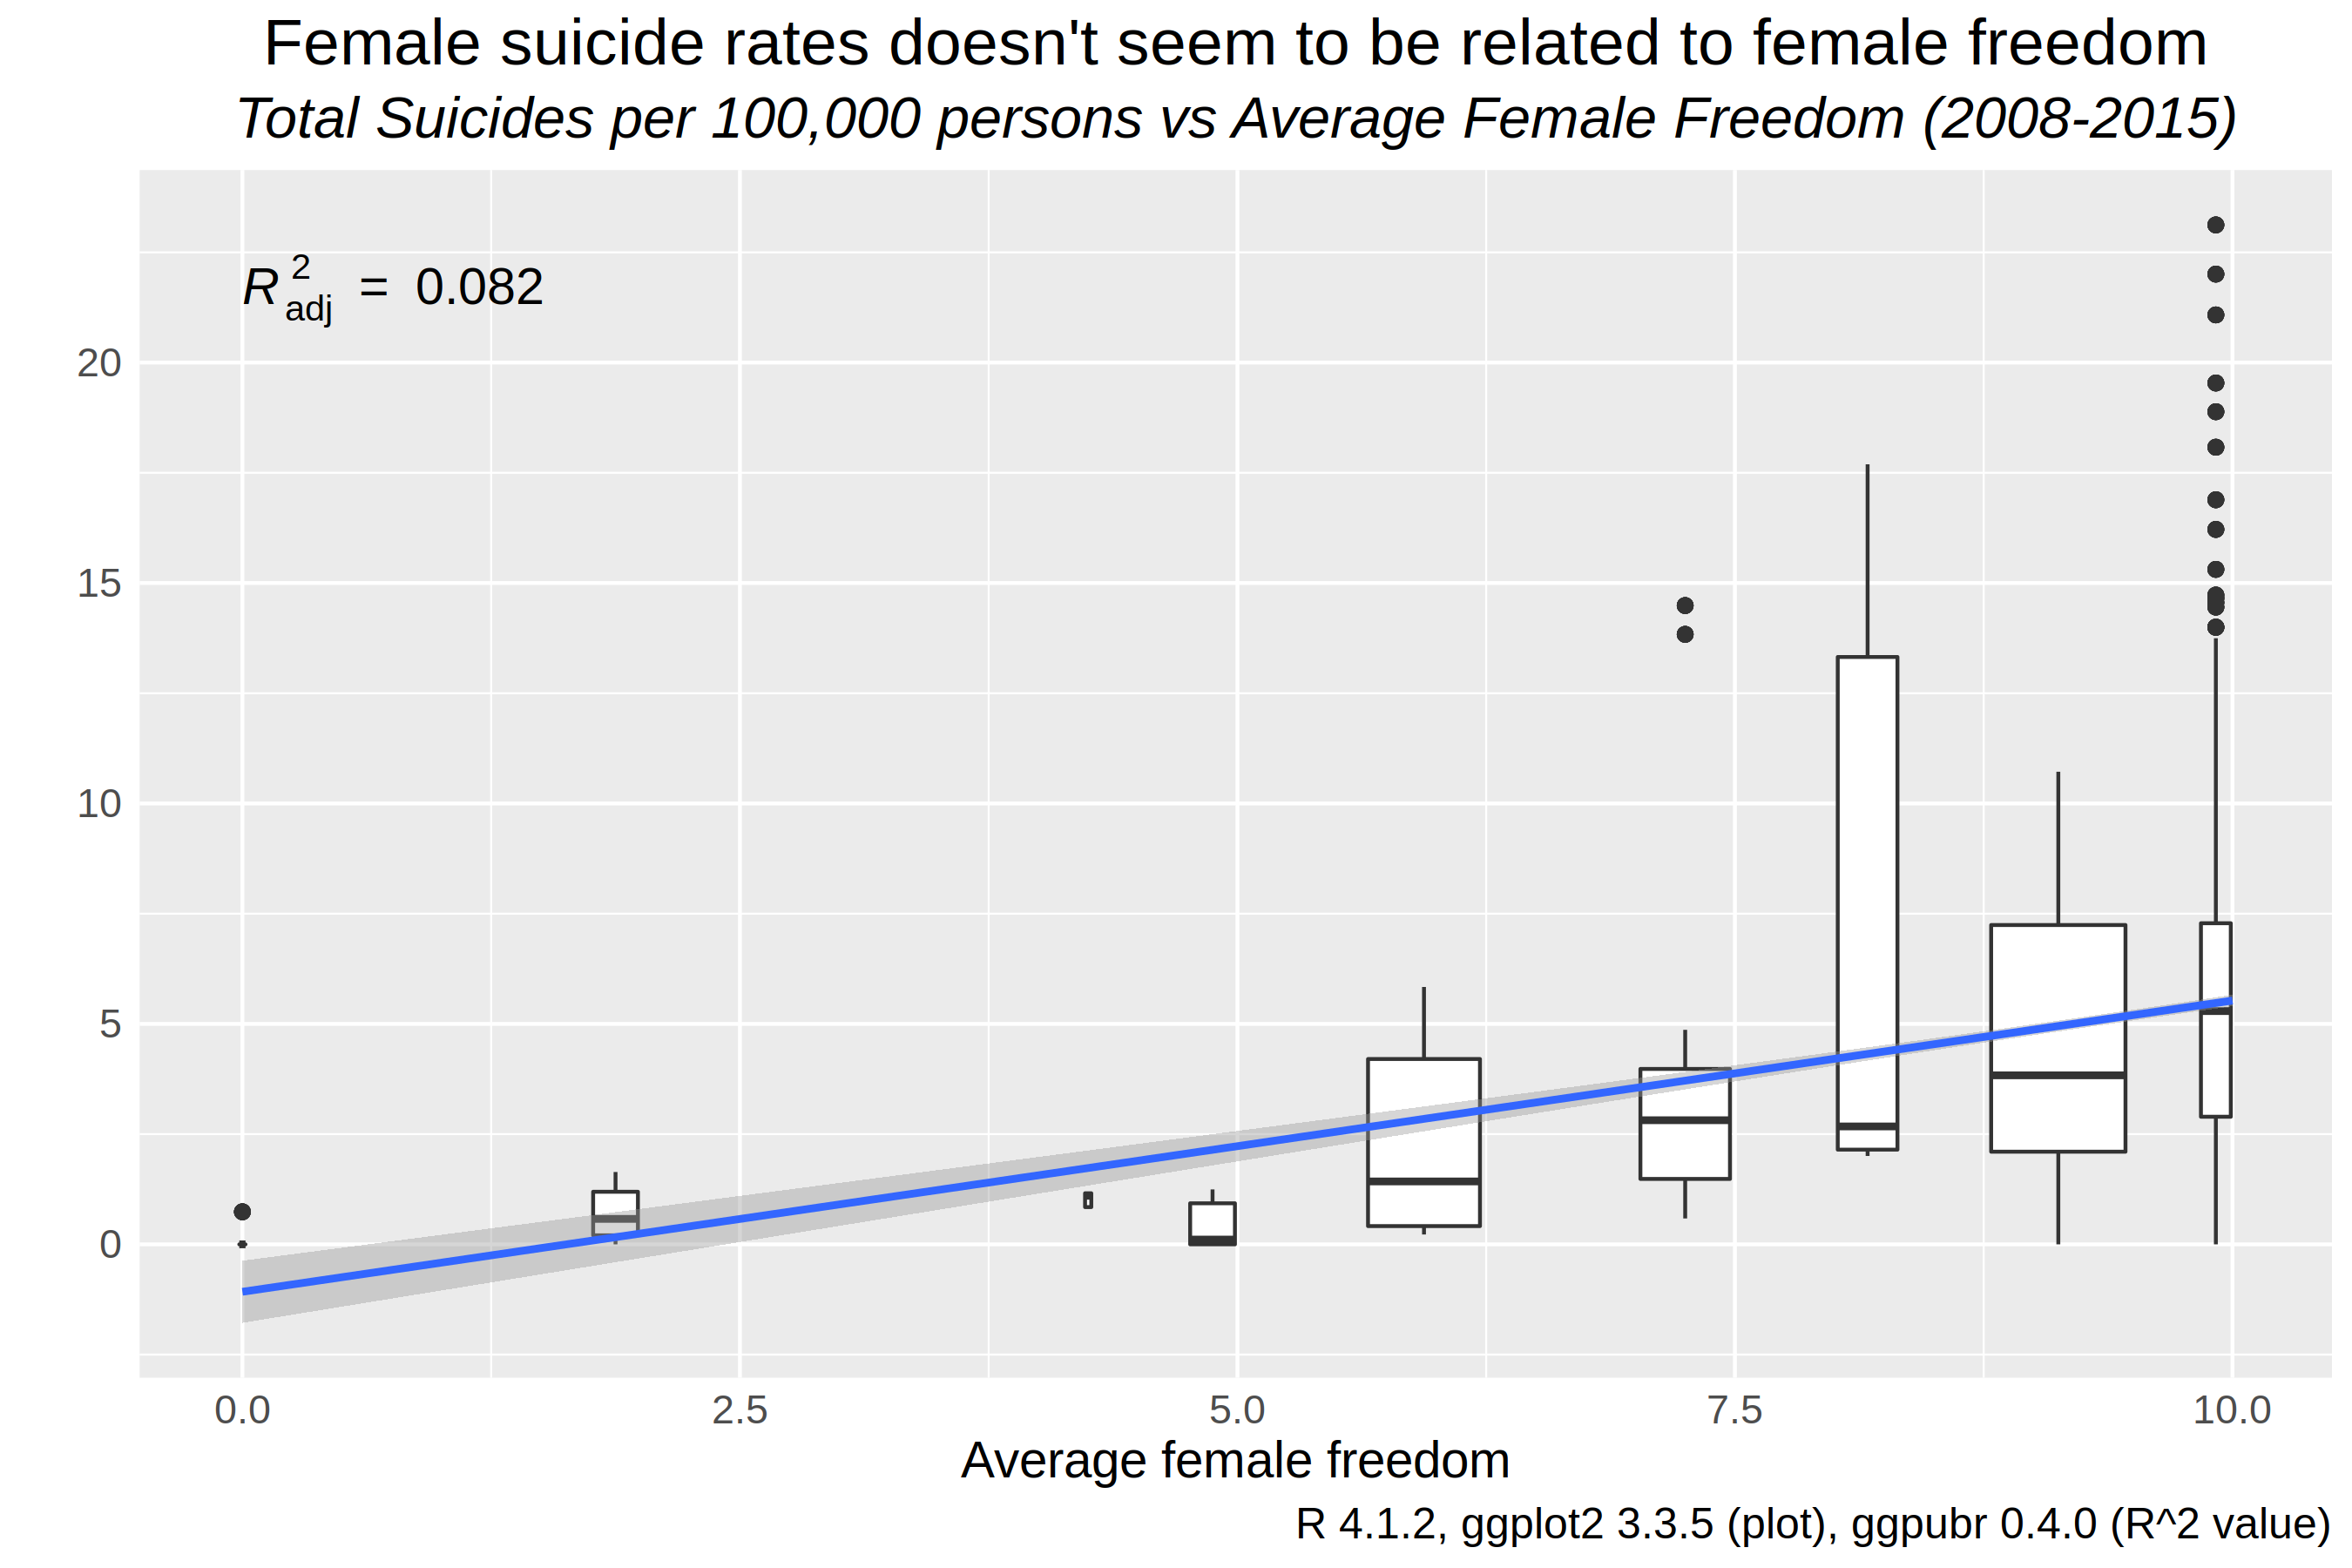 Female suicide rates doesn't seem to be related to female freedom
Total Suicides per 100,000 persons vs Average Female Freedom (2008-2015)
R²adj = 0.082
20
15
10
5
0
0.0 2.5 5.0 7.5 10.0
Average female freedom
R 4.1.2, ggplot2 3.3.5 (plot), ggpubr 0.4.0 (R^2 value)